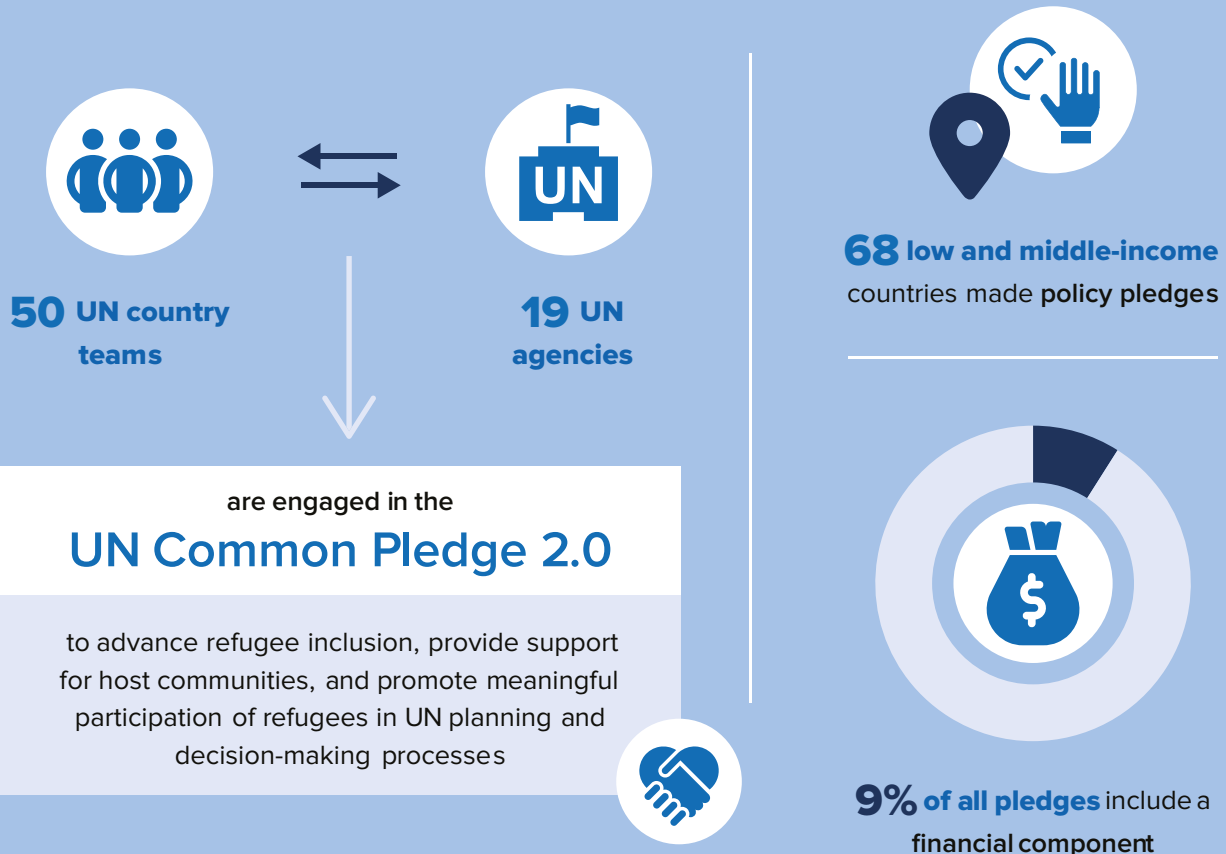 UN
50 UN country
teams
19 UN
agencies
are engaged in the
UN Common Pledge 2.0
to advance refugee inclusion, provide support
for host communities, and promote meaningful
participation of refugees in UN planning and
decision-making processes
68 low and middle-income
countries made policy pledges
$
9% of all pledges include a
financial component